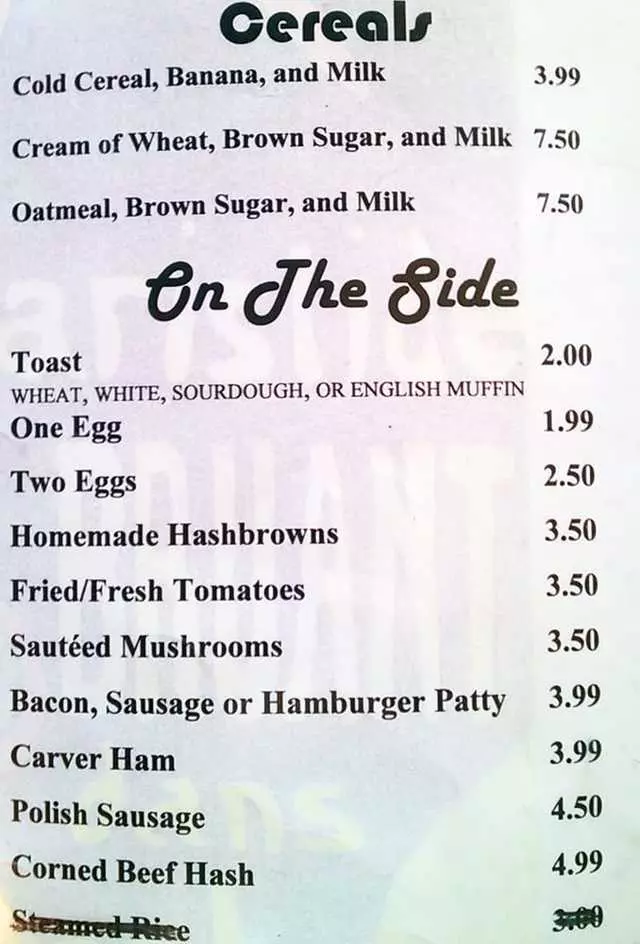 Cereals
Cold Cereal, Banana, and Milk 3.99
Cream of Wheat, Brown Sugar, and Milk 7.50
Oatmeal, Brown Sugar, and Milk 7.50
On The Side
Toast 2.00
WHEAT, WHITE, SOURDOUGH, OR ENGLISH MUFFIN
One Egg 1.99
Two Eggs 2.50
Homemade Hashbrowns 3.50
Fried/Fresh Tomatoes 3.50
Sautéed Mushrooms 3.50
Bacon, Sausage or Hamburger Patty 3.99
Carver Ham 3.99
Polish Sausage 4.50
Corned Beef Hash 4.99
Steamed Rice 3.00